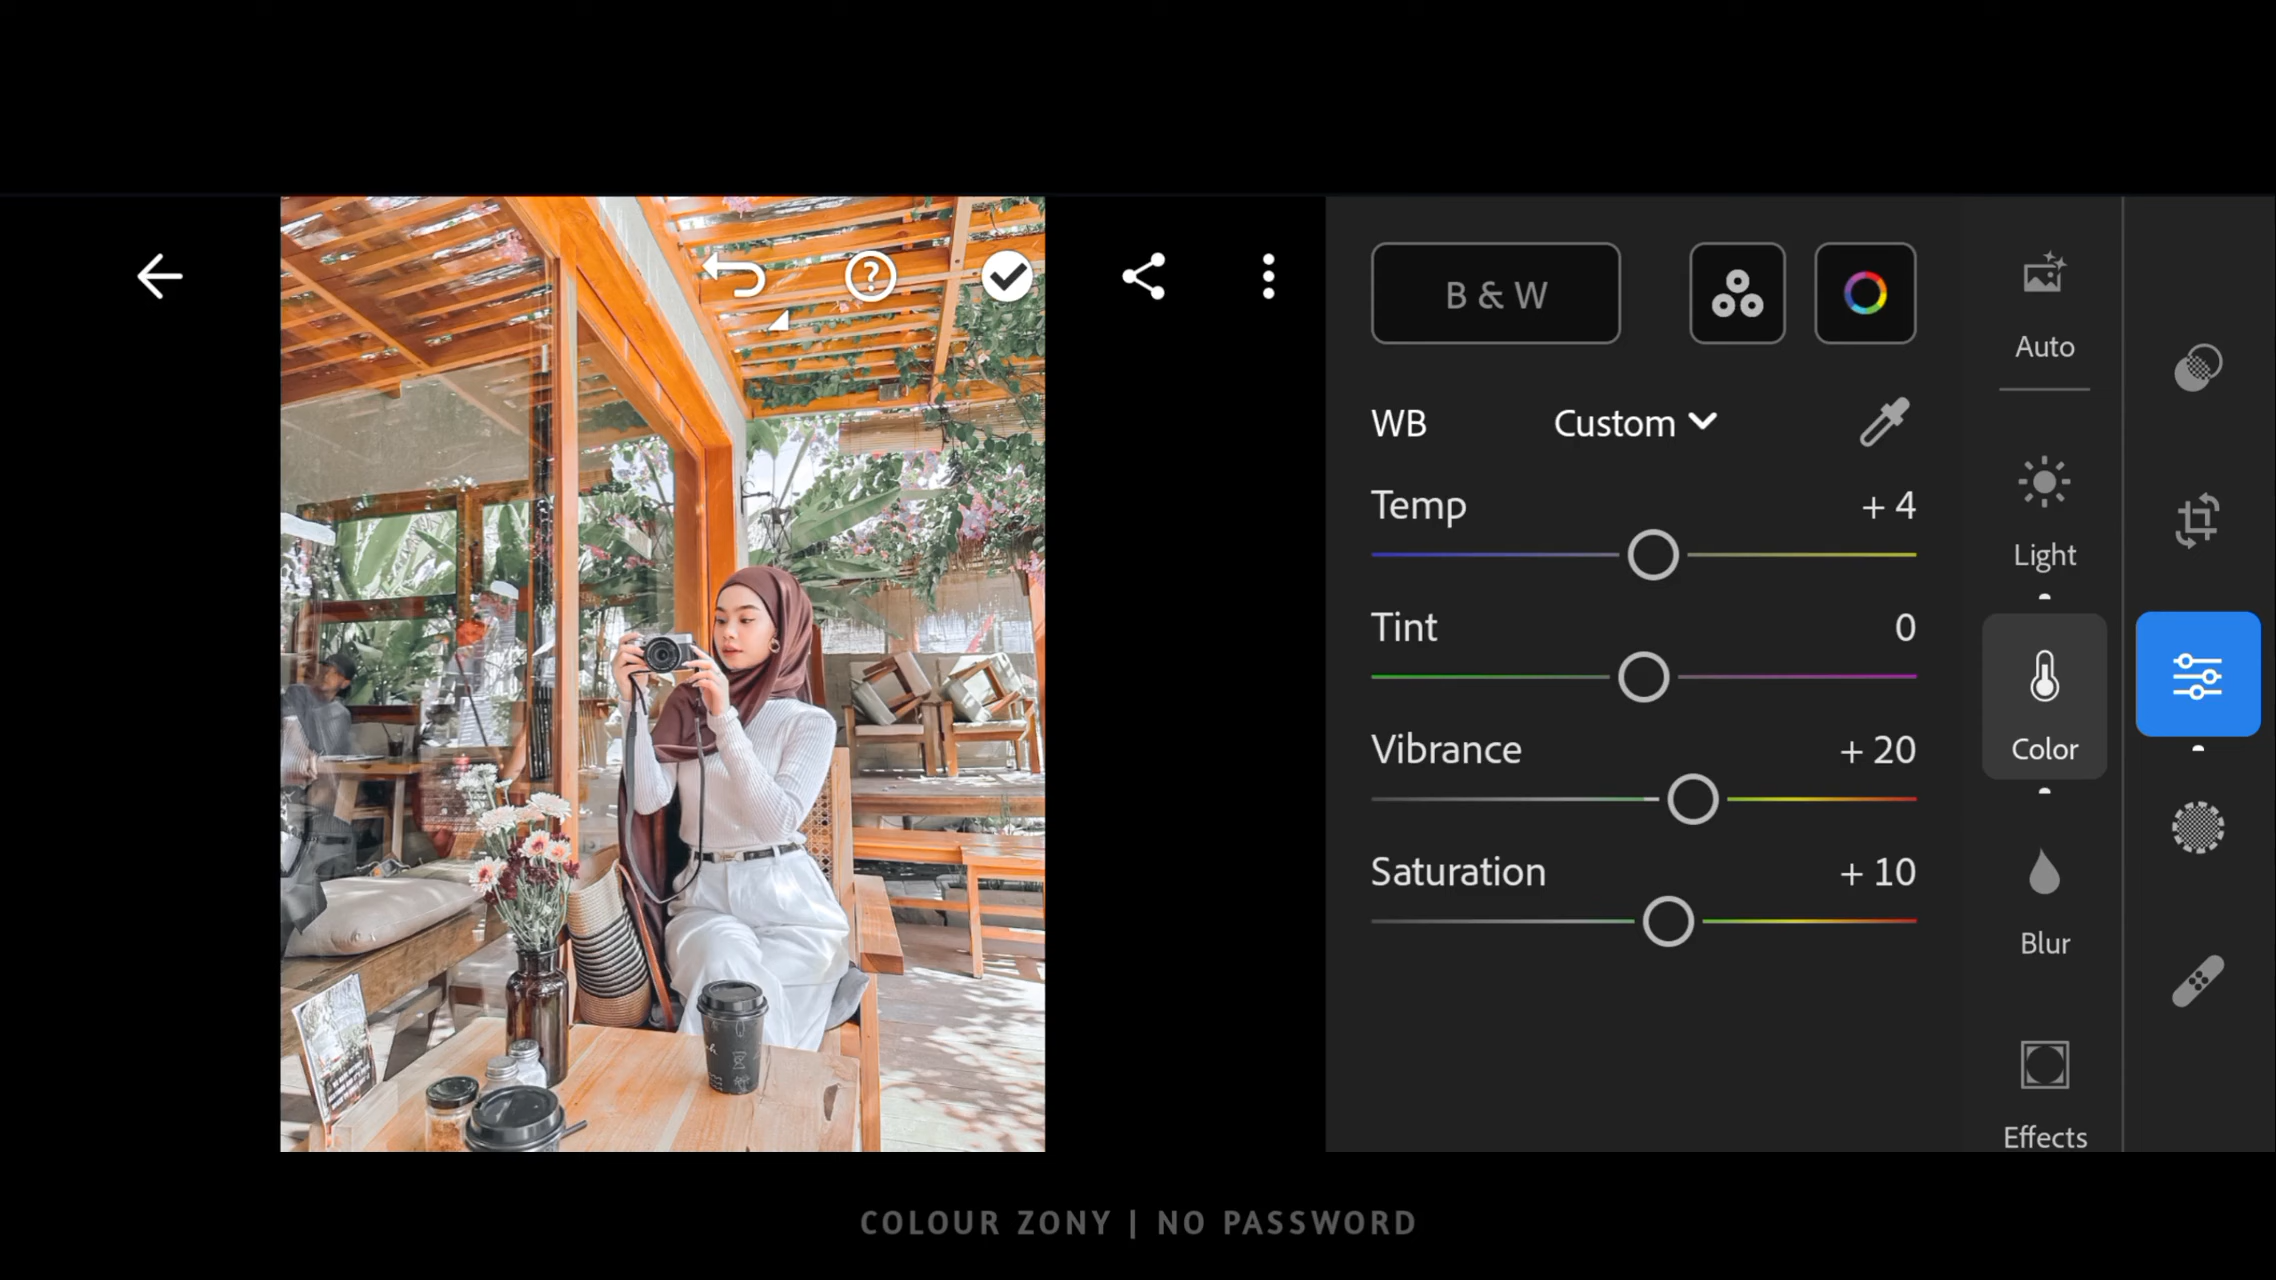 B & W
Auto
WB
Custom
Temp
+ 4
Light
Tint
0
Vibrance
+ 20
Color
Saturation
+ 10
Blur
Effects
COLOUR ZONY | NO PASSWORD